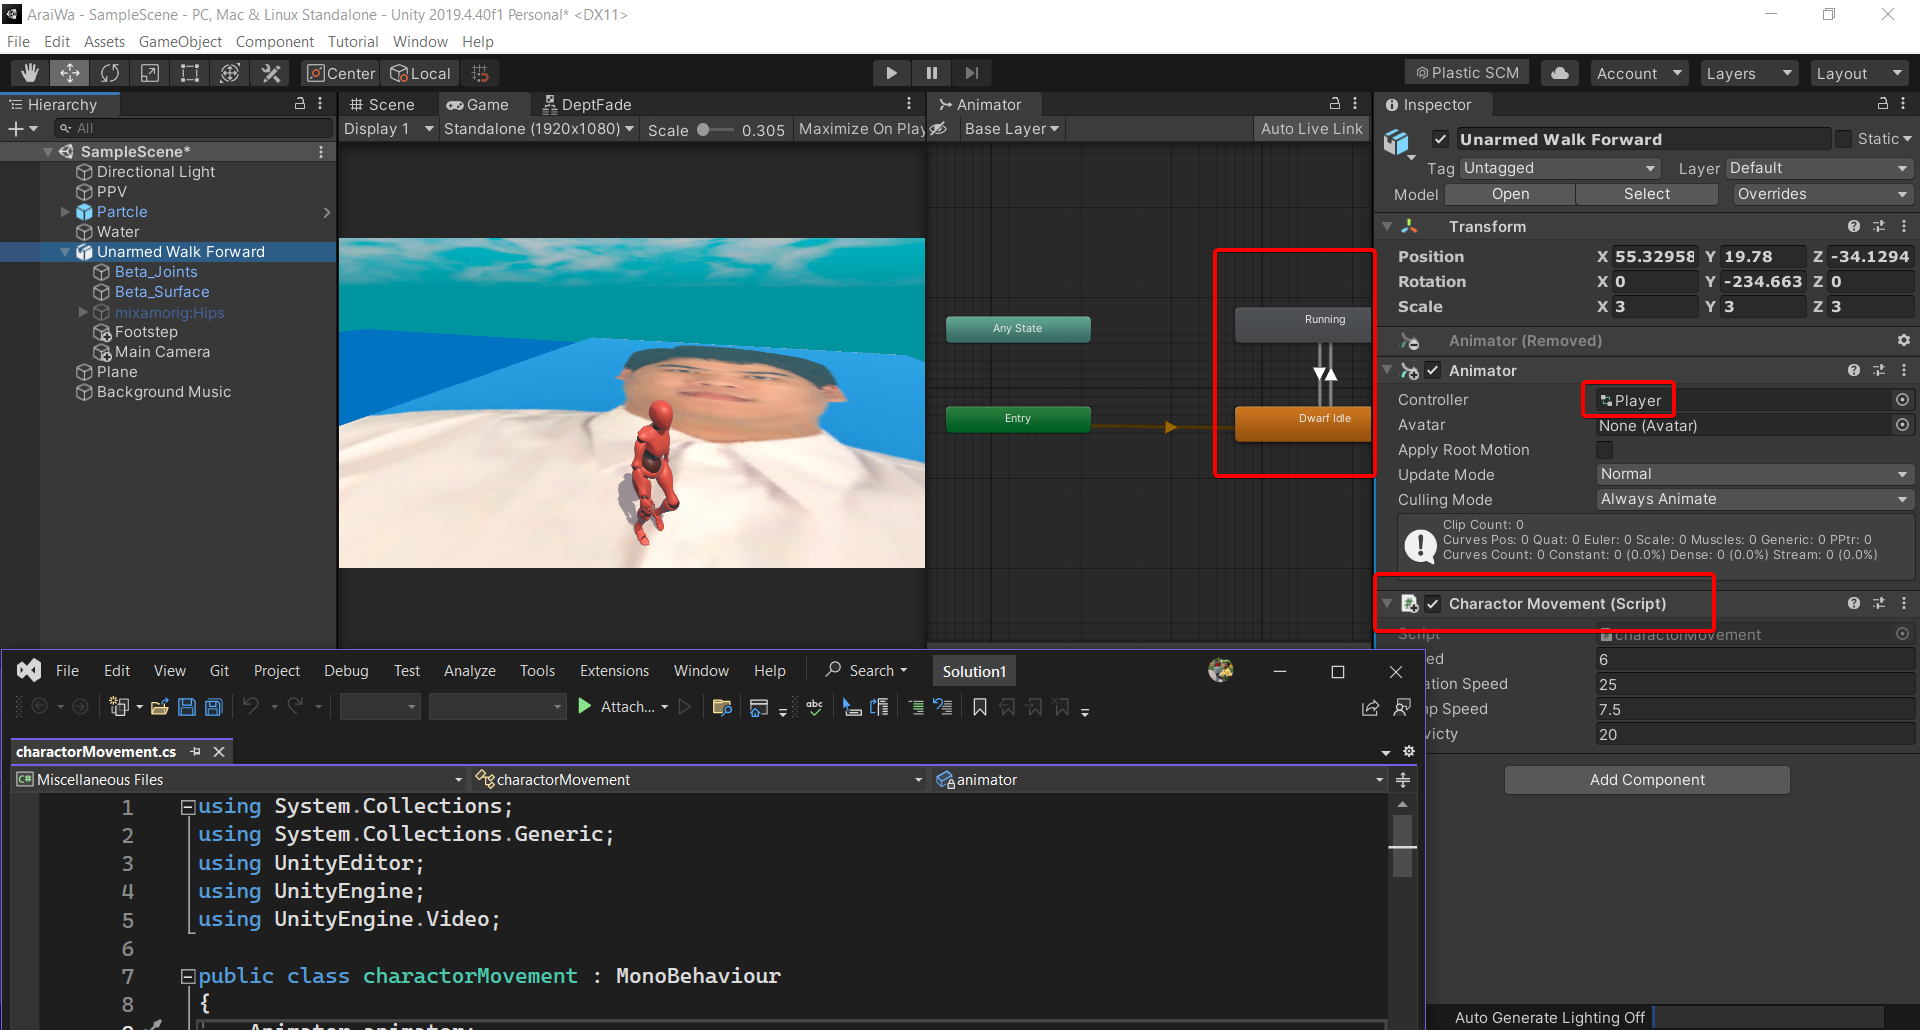 AraiWa - SampleScene - PC, Mac & Linux Standalone - Unity 2019.4.40f1 Personal* <DX11>
File Edit Assets GameObject Component Tutorial Window Help
Center Local
Plastic SCM Account Layers Layout
Hierarchy
All
SampleScene*
Directional Light
PPV
Partcle
Water
Unarmed Walk Forward
Beta_Joints
Beta_Surface
mixamorig:Hips
Footstep
Main Camera
Plane
Background Music
Scene Game DeptFade
Display 1 Standalone (1920x1080) Scale 0.305 Maximize On Play
Animator
Base Layer Auto Live Link
Any State
Entry
Running
Dwarf Idle
Inspector
Unarmed Walk Forward Static
Tag Untagged Layer Default
Model Open Select Overrides
Transform
Position X 55.32958 Y 19.78 Z -34.1294
Rotation X 0 Y -234.663 Z 0
Scale X 3 Y 3 Z 3
Animator (Removed)
Animator
Controller Player
Avatar None (Avatar)
Apply Root Motion
Update Mode Normal
Culling Mode Always Animate
Clip Count: 0
Curves Pos: 0 Quat: 0 Euler: 0 Scale: 0 Muscles: 0 Generic: 0 PPtr: 0
Curves Count: 0 Constant: 0 (0.0%) Dense: 0 (0.0%) Stream: 0 (0.0%)
Charactor Movement (Script)
Script charactorMovement
ed 6
ation Speed 25
np Speed 7.5
victy 20
Add Component
Auto Generate Lighting Off
File Edit View Git Project Debug Test Analyze Tools Extensions Window Help Search Solution1
Attach...
abc
charactorMovement.cs
C# Miscellaneous Files charactorMovement animator
1 using System.Collections;
2 using System.Collections.Generic;
3 using UnityEditor;
4 using UnityEngine;
5 using UnityEngine.Video;
6
7 public class charactorMovement : MonoBehaviour
8 {
Animator animator;